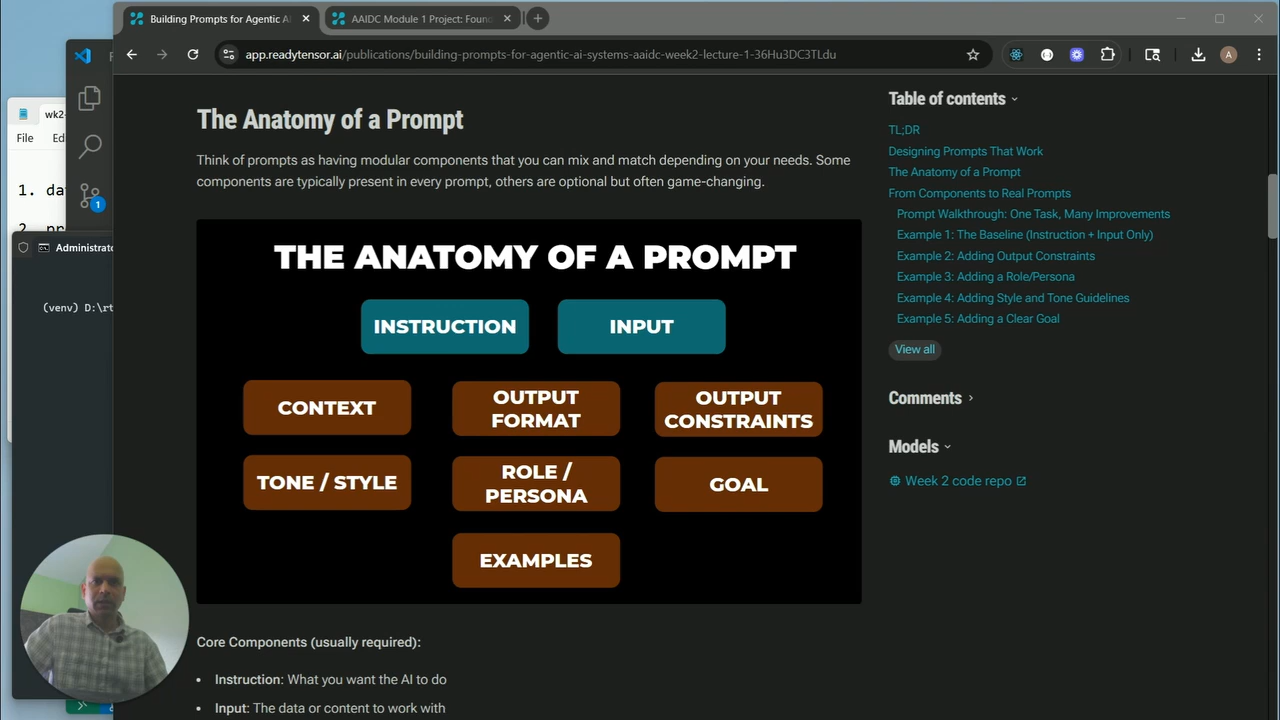 Building Prompts for Agentic AI
AAIDC Module 1 Project: Found
app.readytensor.ai/publications/building-prompts-for-agentic-ai-systems-aaidc-week2-lecture-1-36Hu3DC3TLdu
A
wk2-
File
1. da
1
Administrato
(venv) D:\rt
The Anatomy of a Prompt
Think of prompts as having modular components that you can mix and match depending on your needs. Some
components are typically present in every prompt, others are optional but often game-changing.
THE ANATOMY OF A PROMPT
INSTRUCTION
INPUT
CONTEXT
OUTPUT
FORMAT
OUTPUT
CONSTRAINTS
TONE / STYLE
ROLE /
PERSONA
GOAL
EXAMPLES
Core Components (usually required):
• Instruction: What you want the AI to do
• Input: The data or content to work with
Table of contents
TL;DR
Designing Prompts That Work
The Anatomy of a Prompt
From Components to Real Prompts
Prompt Walkthrough: One Task, Many Improvements
Example 1: The Baseline (Instruction + Input Only)
Example 2: Adding Output Constraints
Example 3: Adding a Role/Persona
Example 4: Adding Style and Tone Guidelines
Example 5: Adding a Clear Goal
View all
Comments
Models
Week 2 code repo